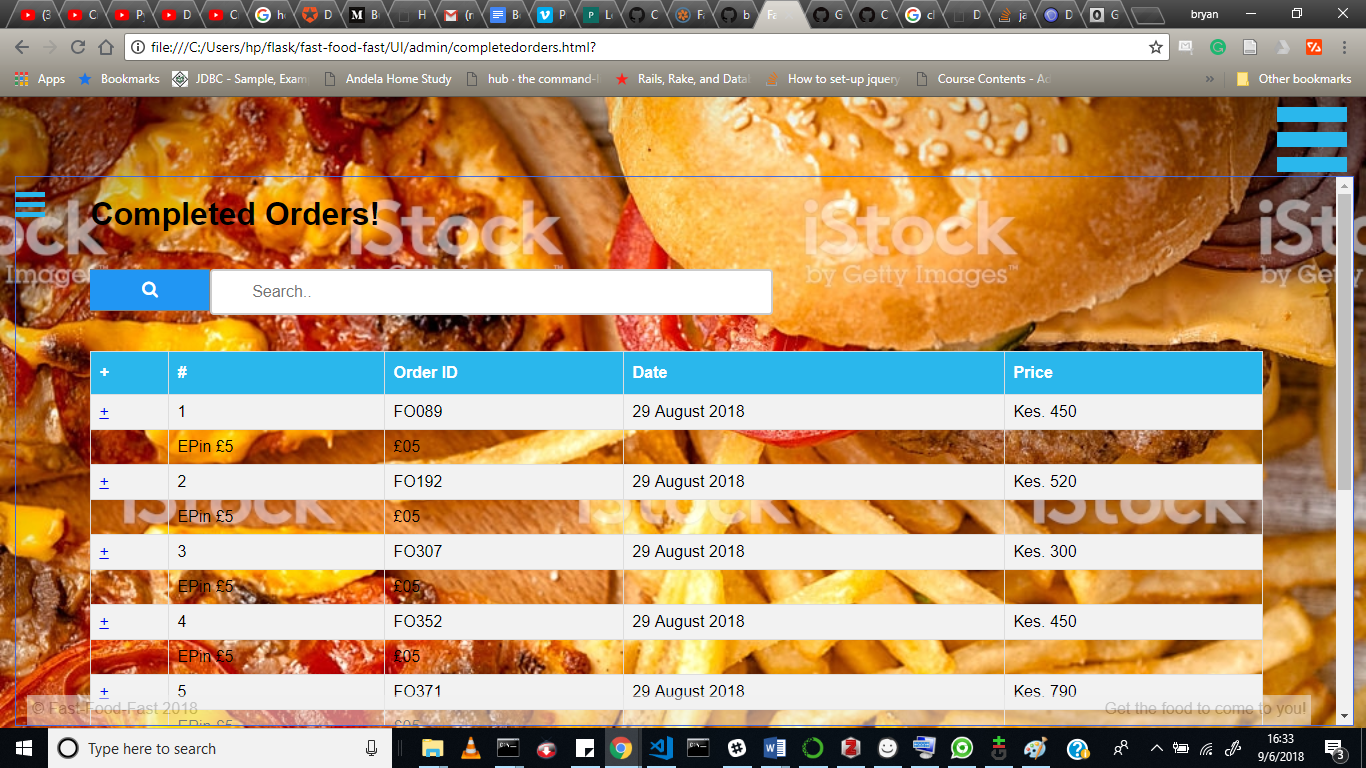 bryan
file:///C:/Users/hp/flask/fast-food-fast/UI/admin/completedorders.html?
Apps Bookmarks JDBC - Sample, Exam Andela Home Study hub · the command-l Rails, Rake, and Data How to set-up jquery Course Contents - Ac » Other bookmarks
iStock
by Getty Images™
Completed Orders!
Search..
+ # Order ID Date Price
+ 1 FO089 29 August 2018 Kes. 450
EPin £5 £05
+ 2 FO192 29 August 2018 Kes. 520
EPin £5 £05
+ 3 FO307 29 August 2018 Kes. 300
EPin £5 £05
+ 4 FO352 29 August 2018 Kes. 450
EPin £5 £05
+ 5 FO371 29 August 2018 Kes. 790
EPin £5 £05
© Fast-Food-Fast 2018 Get the food to come to you!
Type here to search
16:33
9/6/2018
3